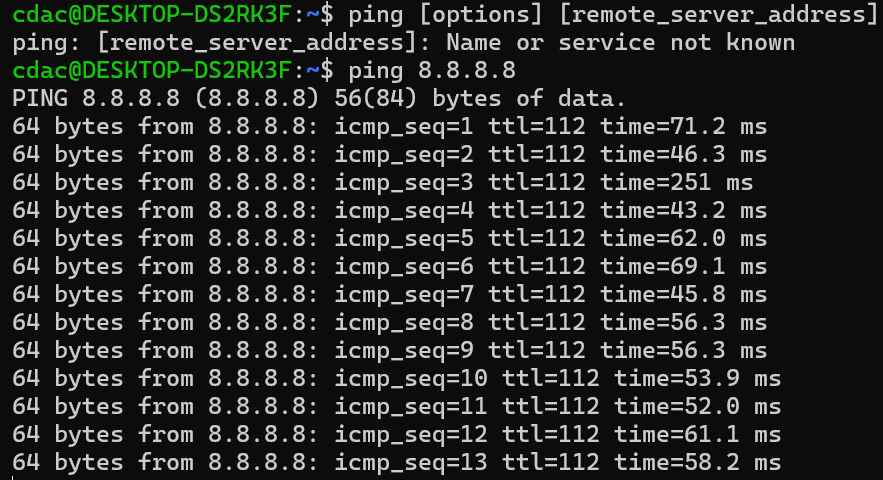 cdac@DESKTOP-DS2RK3F:~$ ping [options] [remote_server_address]
ping: [remote_server_address]: Name or service not known
cdac@DESKTOP-DS2RK3F:~$ ping 8.8.8.8
PING 8.8.8.8 (8.8.8.8) 56(84) bytes of data.
64 bytes from 8.8.8.8: icmp_seq=1 ttl=112 time=71.2 ms
64 bytes from 8.8.8.8: icmp_seq=2 ttl=112 time=46.3 ms
64 bytes from 8.8.8.8: icmp_seq=3 ttl=112 time=251 ms
64 bytes from 8.8.8.8: icmp_seq=4 ttl=112 time=43.2 ms
64 bytes from 8.8.8.8: icmp_seq=5 ttl=112 time=62.0 ms
64 bytes from 8.8.8.8: icmp_seq=6 ttl=112 time=69.1 ms
64 bytes from 8.8.8.8: icmp_seq=7 ttl=112 time=45.8 ms
64 bytes from 8.8.8.8: icmp_seq=8 ttl=112 time=56.3 ms
64 bytes from 8.8.8.8: icmp_seq=9 ttl=112 time=56.3 ms
64 bytes from 8.8.8.8: icmp_seq=10 ttl=112 time=53.9 ms
64 bytes from 8.8.8.8: icmp_seq=11 ttl=112 time=52.0 ms
64 bytes from 8.8.8.8: icmp_seq=12 ttl=112 time=61.1 ms
64 bytes from 8.8.8.8: icmp_seq=13 ttl=112 time=58.2 ms